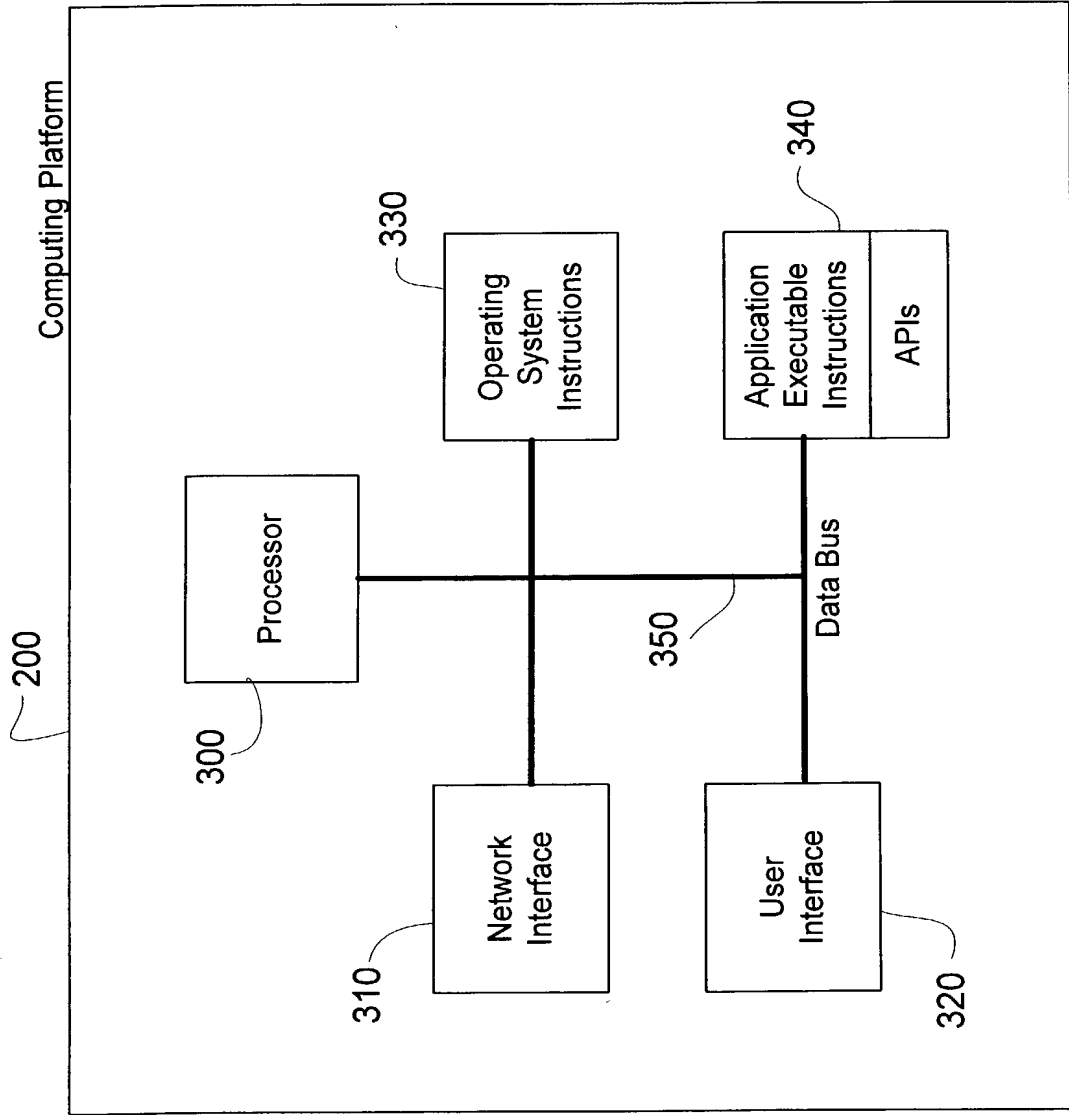 200
Computing Platform
Processor
300
Network
Interface
310
Operating
System
Instructions
330
350
Data Bus
User
Interface
320
Application
Executable
Instructions
340
APIs